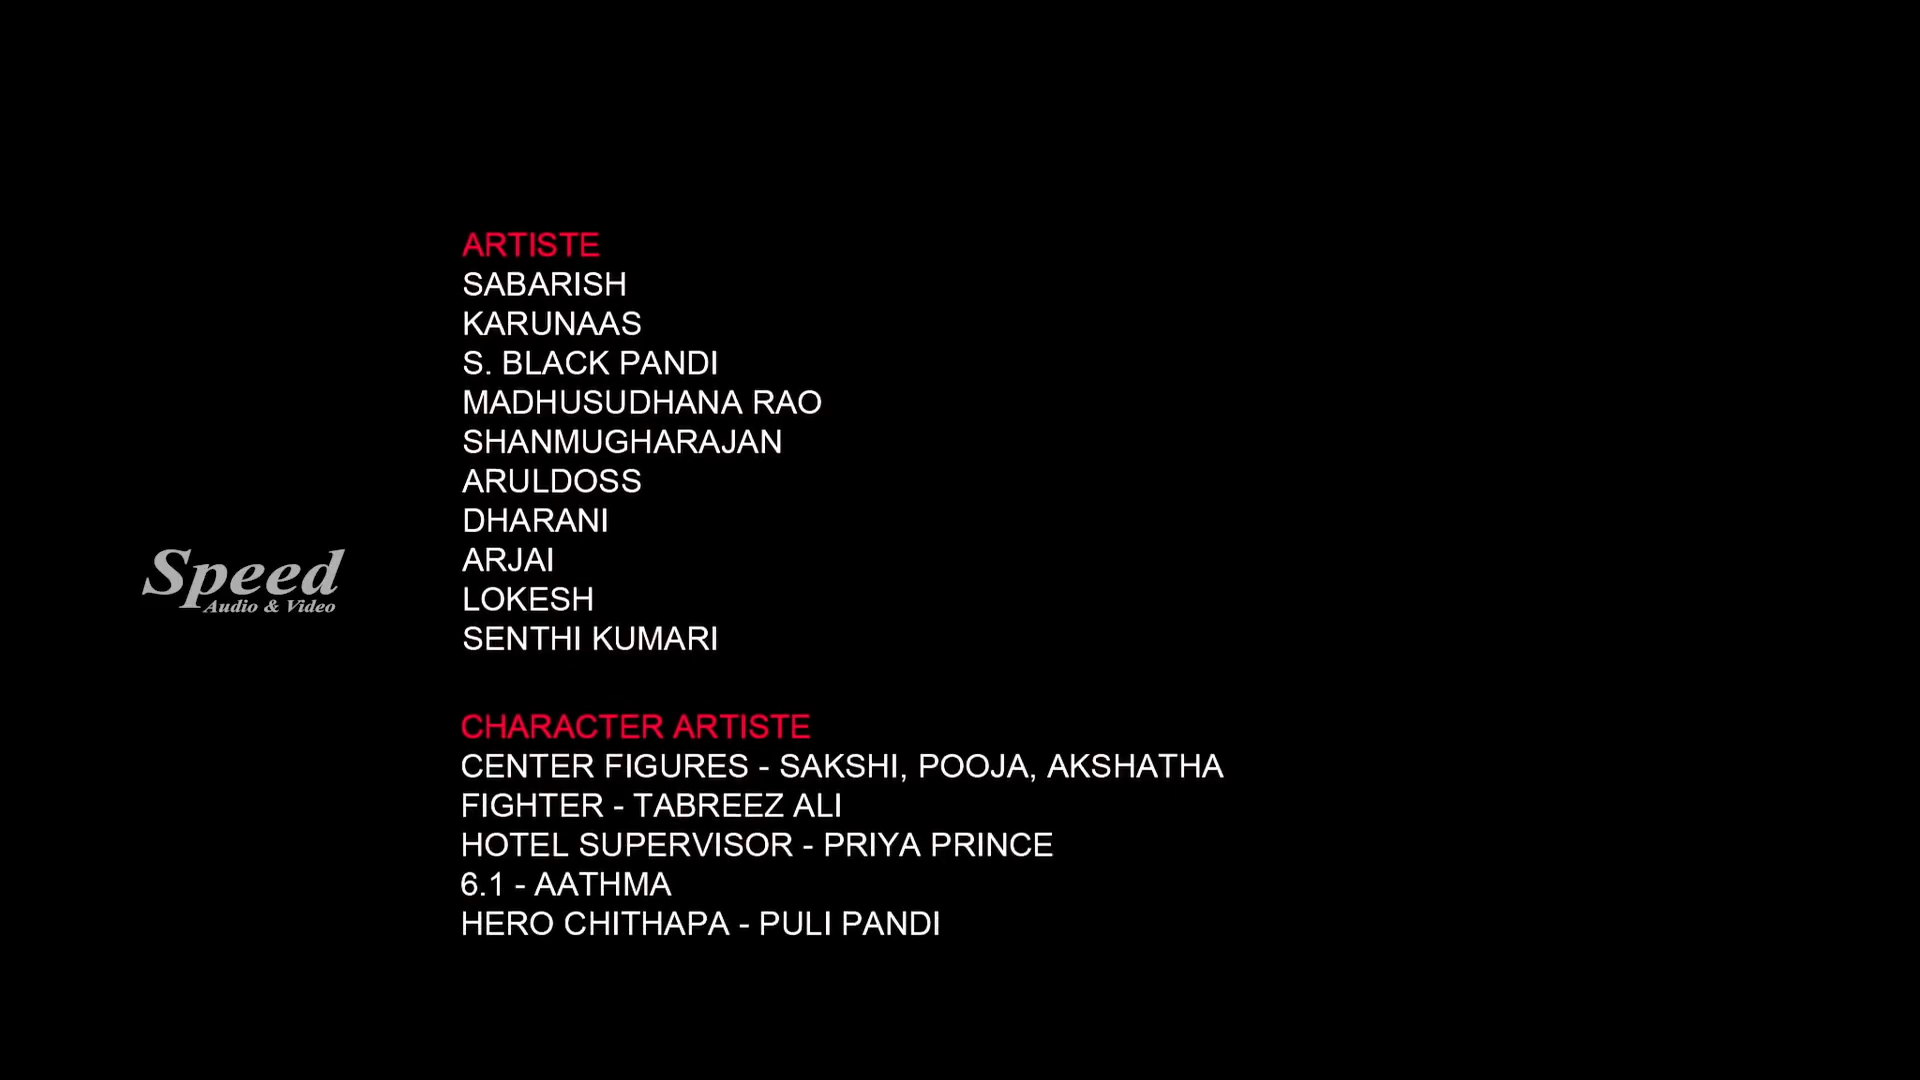 ARTISTE
SABARISH
KARUNAAS
S. BLACK PANDI
MADHUSUDHANA RAO
SHANMUGHARAJAN
ARULDOSS
DHARANI
ARJAI
LOKESH
SENTHI KUMARI
Speed
Audio & Video
CHARACTER ARTISTE
CENTER FIGURES - SAKSHI, POOJA, AKSHATHA
FIGHTER - TABREEZ ALI
HOTEL SUPERVISOR - PRIYA PRINCE
6.1 - AATHMA
HERO CHITHAPA - PULI PANDI